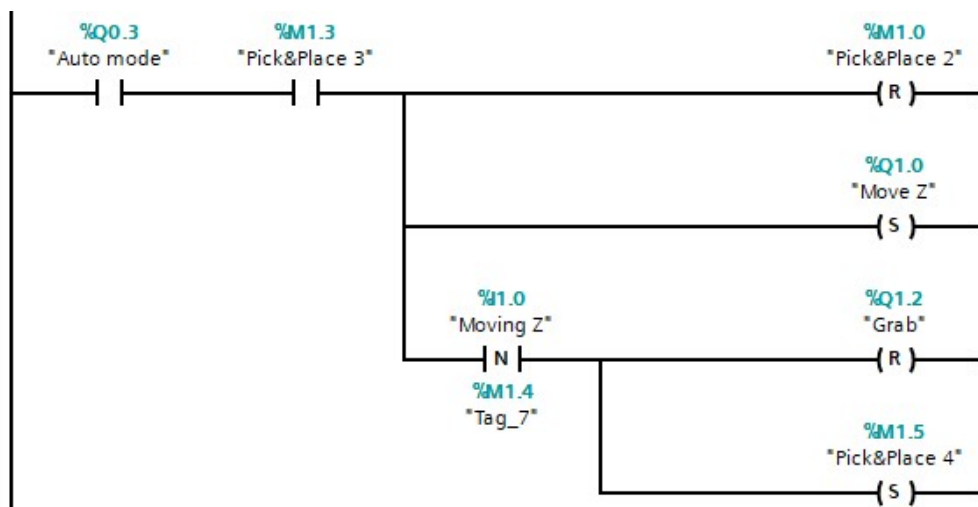 %Q0.3
"Auto mode"
%M1.3
"Pick&Place 3"
%M1.0
"Pick&Place 2"
R
%Q1.0
"Move Z"
S
%I1.0
"Moving Z"
N
%M1.4
"Tag_7"
%Q1.2
"Grab"
R
%M1.5
"Pick&Place 4"
S